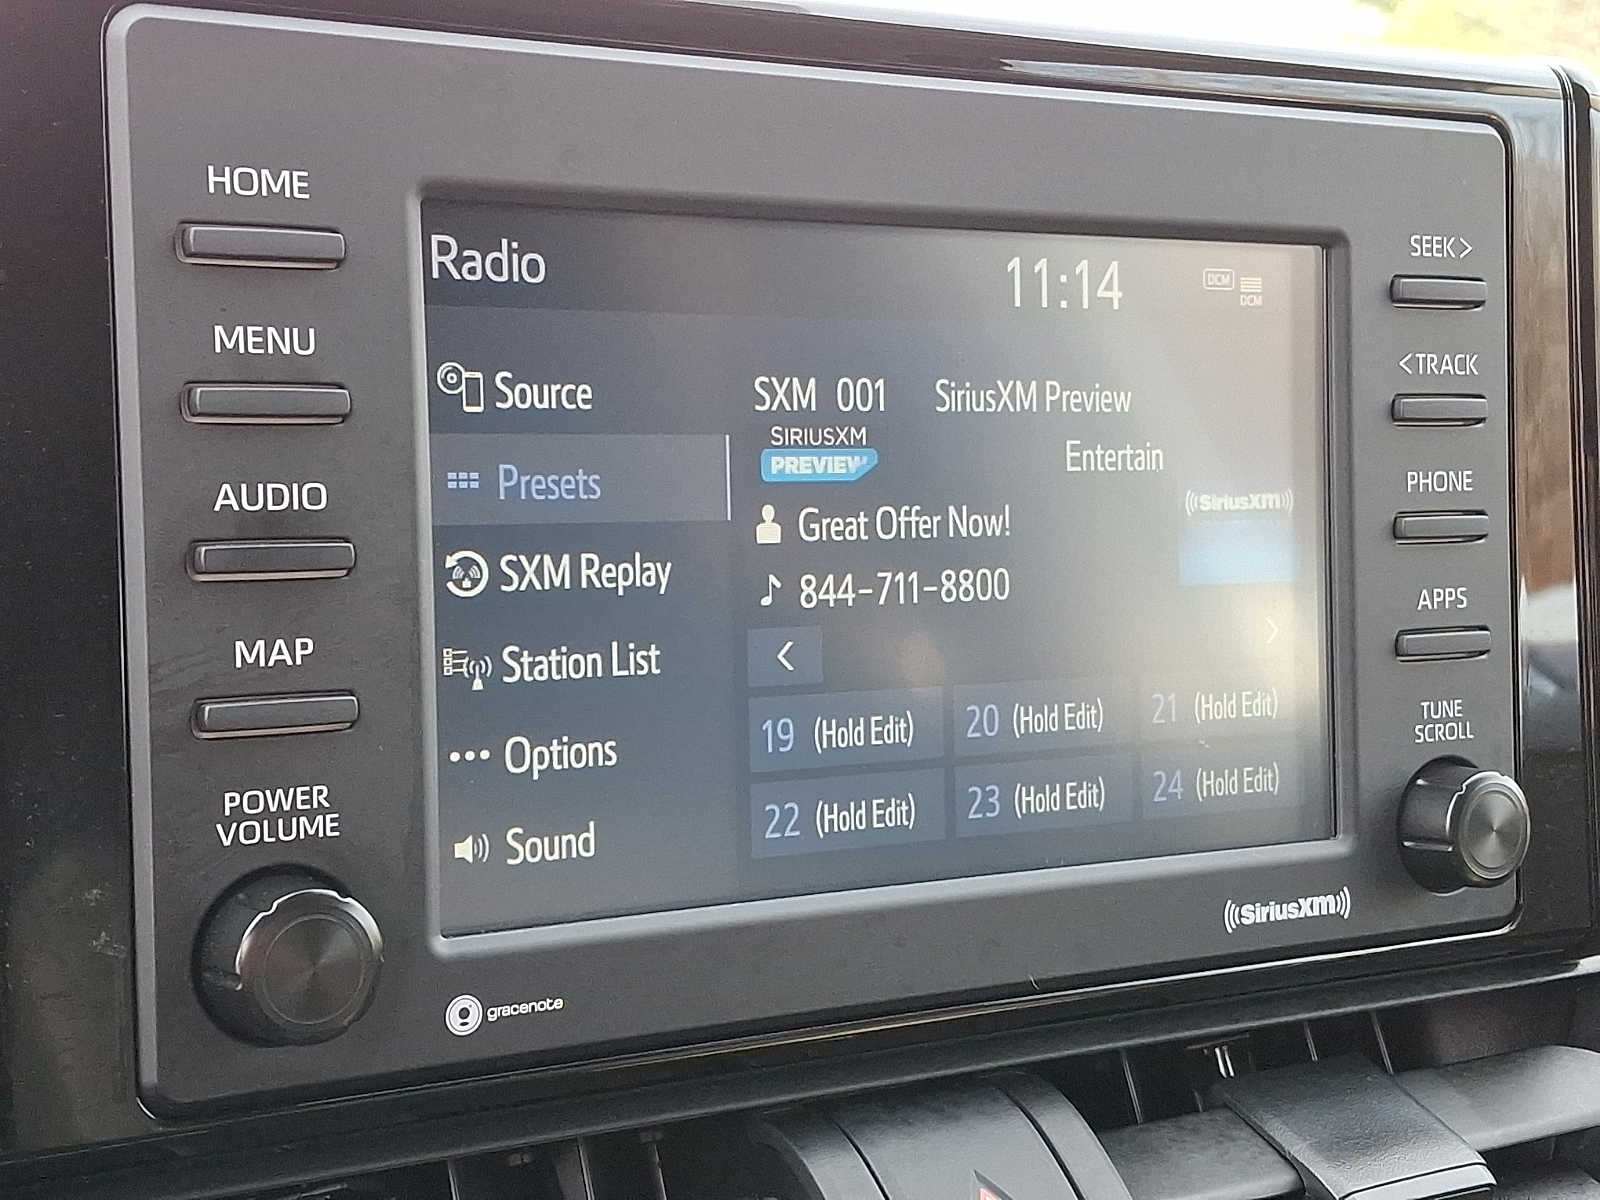 HOME
MENU
AUDIO
MAP
POWER
VOLUME
Radio
11:14
DCM
DCM
Source
Presets
SXM Replay
Station List
Options
Sound
SXM 001 SiriusXM Preview
SIRIUSXM
PREVIEW
Entertain
SiriusXM
Great Offer Now!
844-711-8800
<
>
19 (Hold Edit)
20 (Hold Edit)
21 (Hold Edit)
22 (Hold Edit)
23 (Hold Edit)
24 (Hold Edit)
SEEK >
< TRACK
PHONE
APPS
TUNE
SCROLL
gracenote
SiriusXM